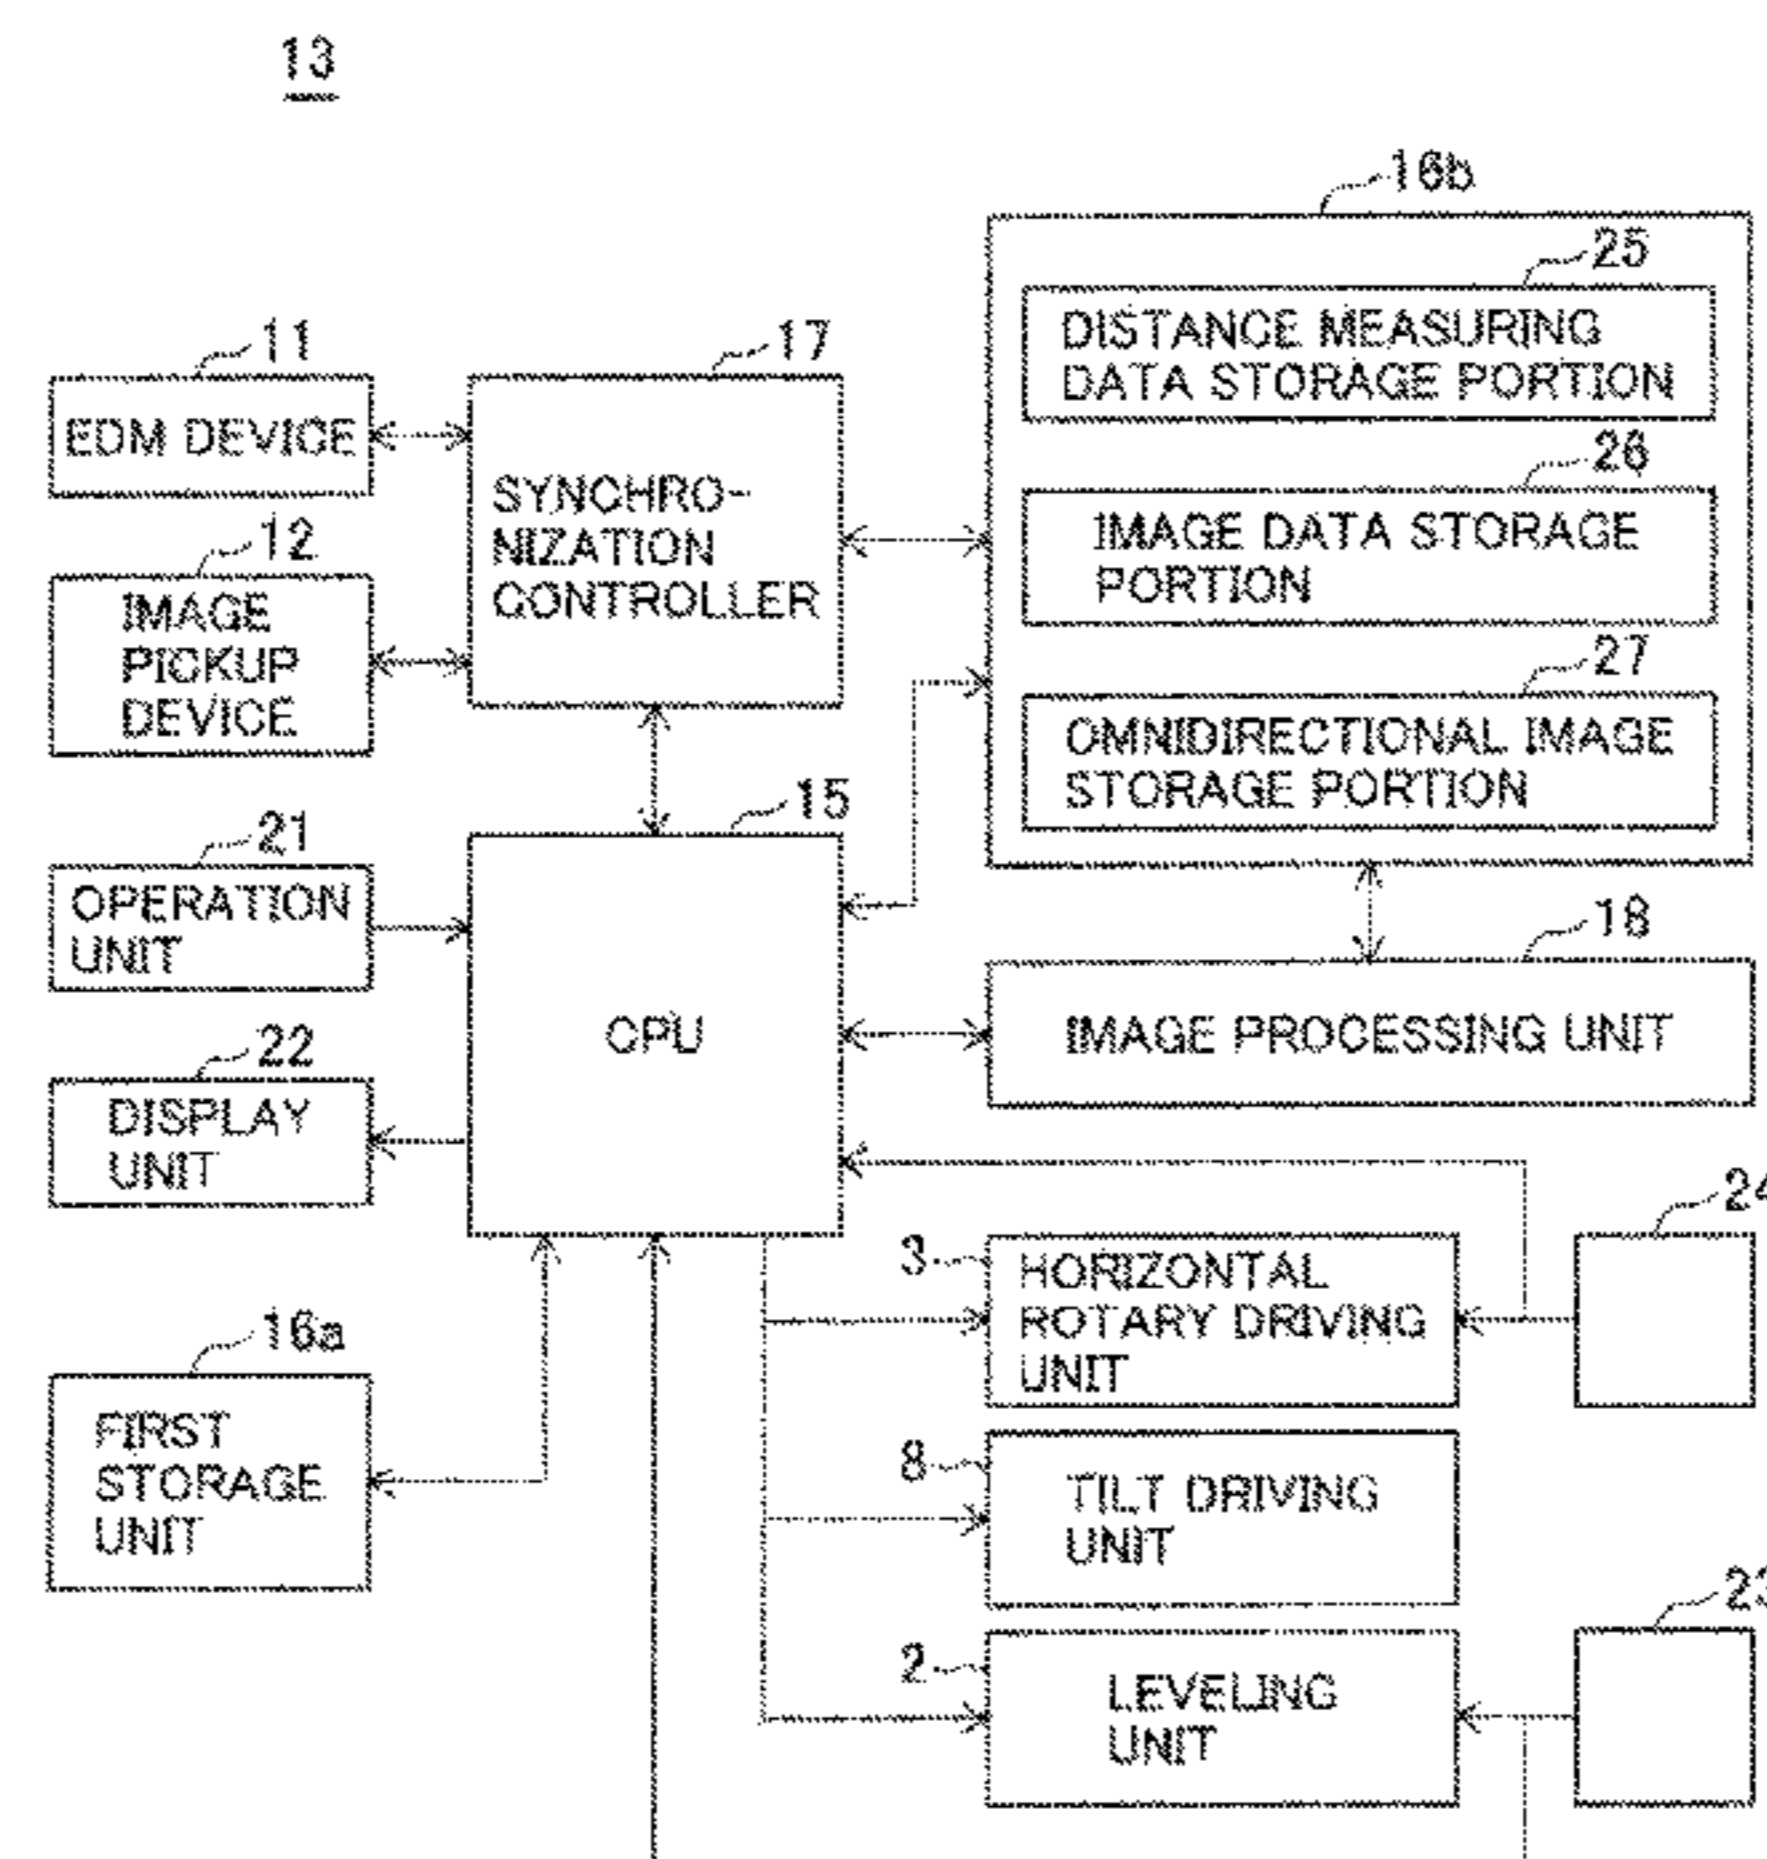 13
16b
25
DISTANCE MEASURING
DATA STORAGE PORTION
11
EDM DEVICE
17
SYNCHRO-
NIZATION
CONTROLLER
26
IMAGE DATA STORAGE
PORTION
12
IMAGE
PICKUP
DEVICE
27
OMNIDIRECTIONAL IMAGE
STORAGE PORTION
15
CPU
21
OPERATION
UNIT
18
IMAGE PROCESSING UNIT
22
DISPLAY
UNIT
24
3
HORIZONTAL
ROTARY DRIVING
UNIT
16a
FIRST
STORAGE
UNIT
8
TILT DRIVING
UNIT
23
2
LEVELING
UNIT